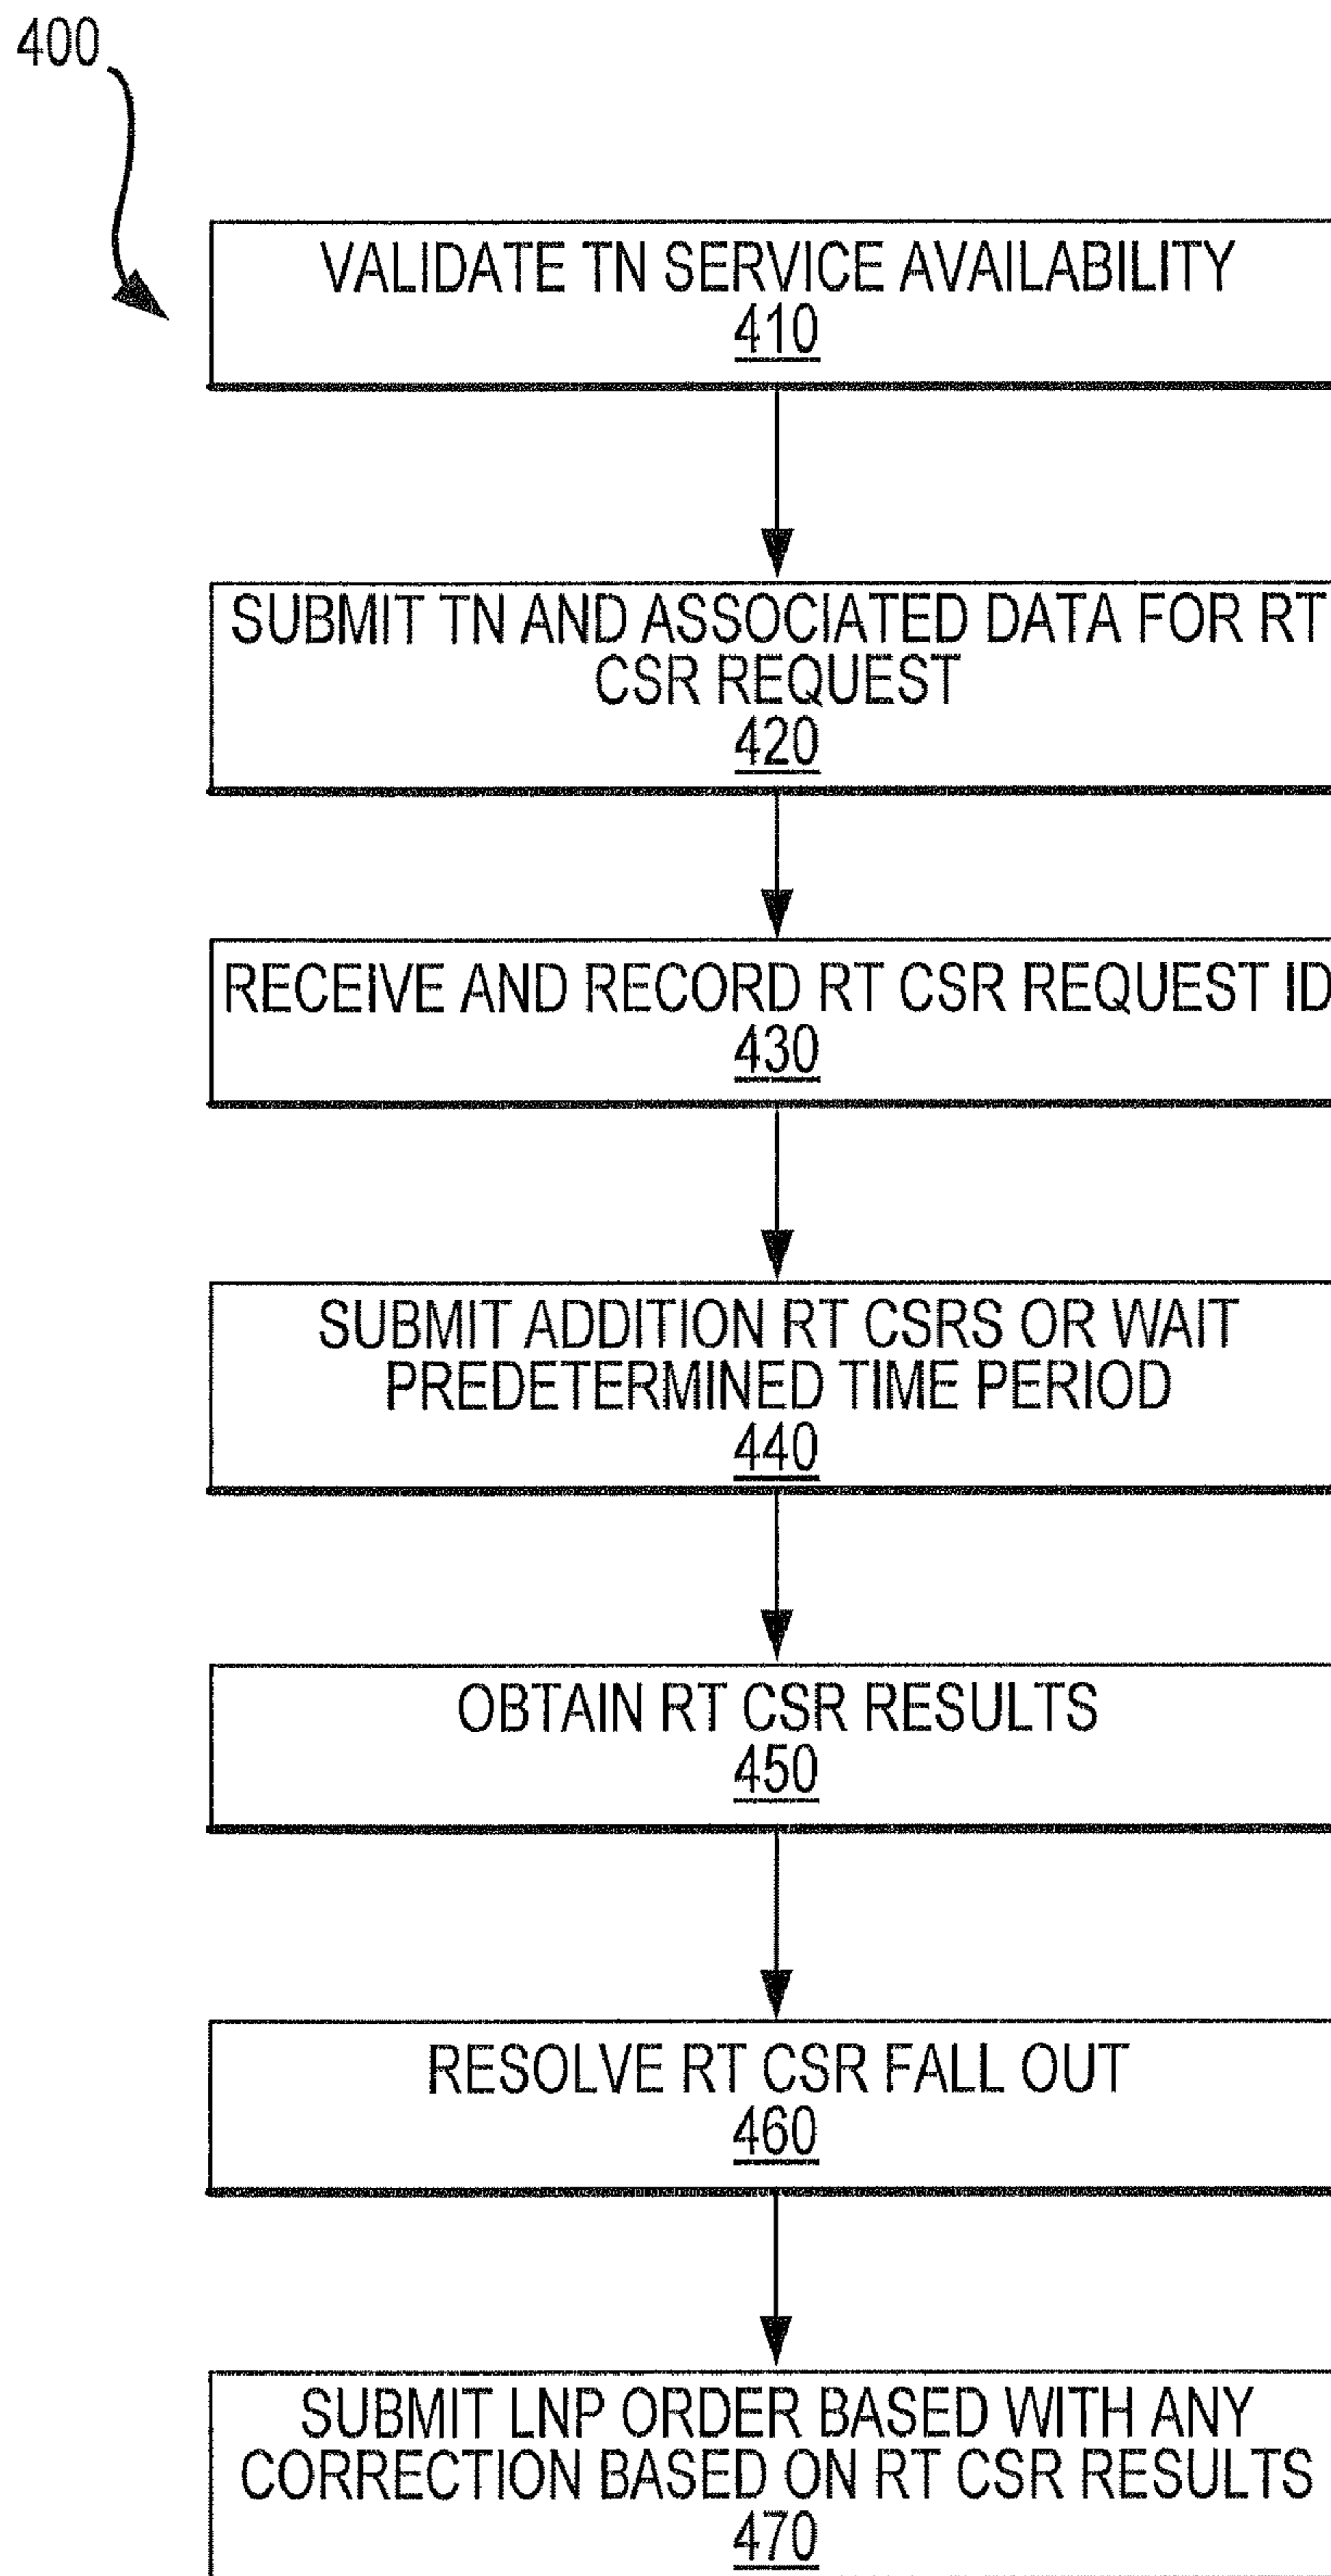 400
VALIDATE TN SERVICE AVAILABILITY
410
SUBMIT TN AND ASSOCIATED DATA FOR RT
CSR REQUEST
420
RECEIVE AND RECORD RT CSR REQUEST ID
430
SUBMIT ADDITION RT CSRS OR WAIT
PREDETERMINED TIME PERIOD
440
OBTAIN RT CSR RESULTS
450
RESOLVE RT CSR FALL OUT
460
SUBMIT LNP ORDER BASED WITH ANY
CORRECTION BASED ON RT CSR RESULTS
470